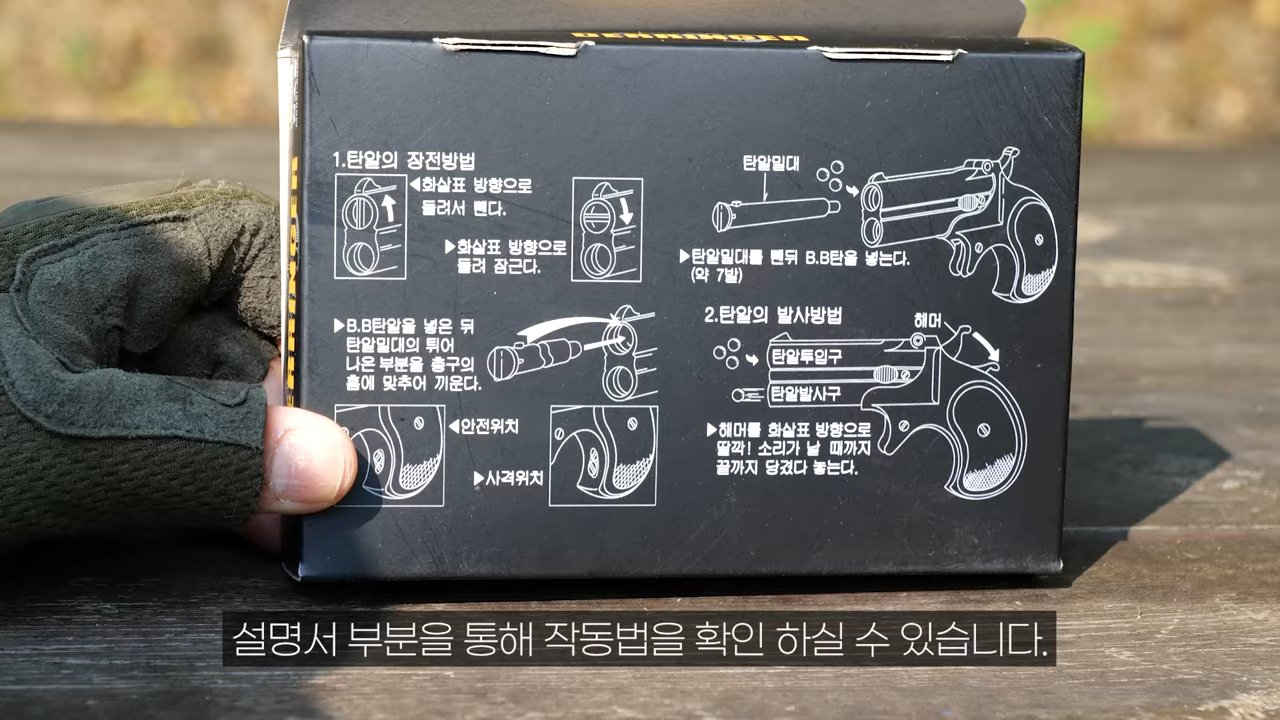 DERRINGER
1.탄알의 장전방법
◀화살표 방향으로
돌려서 뺀다.
▶화살표 방향으로
돌려 잠근다.
▶B.B탄알을 넣은 뒤
탄알밀대의 튀어
나온 부분을 총구의
홈에 맞추어 끼운다.
◀안전위치
▶사격위치
탄알밀대
▶탄알밀대를 뺀뒤 B.B탄을 넣는다.
(약 7발)
2.탄알의 발사방법
해머
탄알투입구
탄알발사구
▶해머를 화살표 방향으로
딸깍! 소리가 날 때까지
끝까지 당겼다 놓는다.
설명서 부분을 통해 작동법을 확인 하실 수 있습니다.